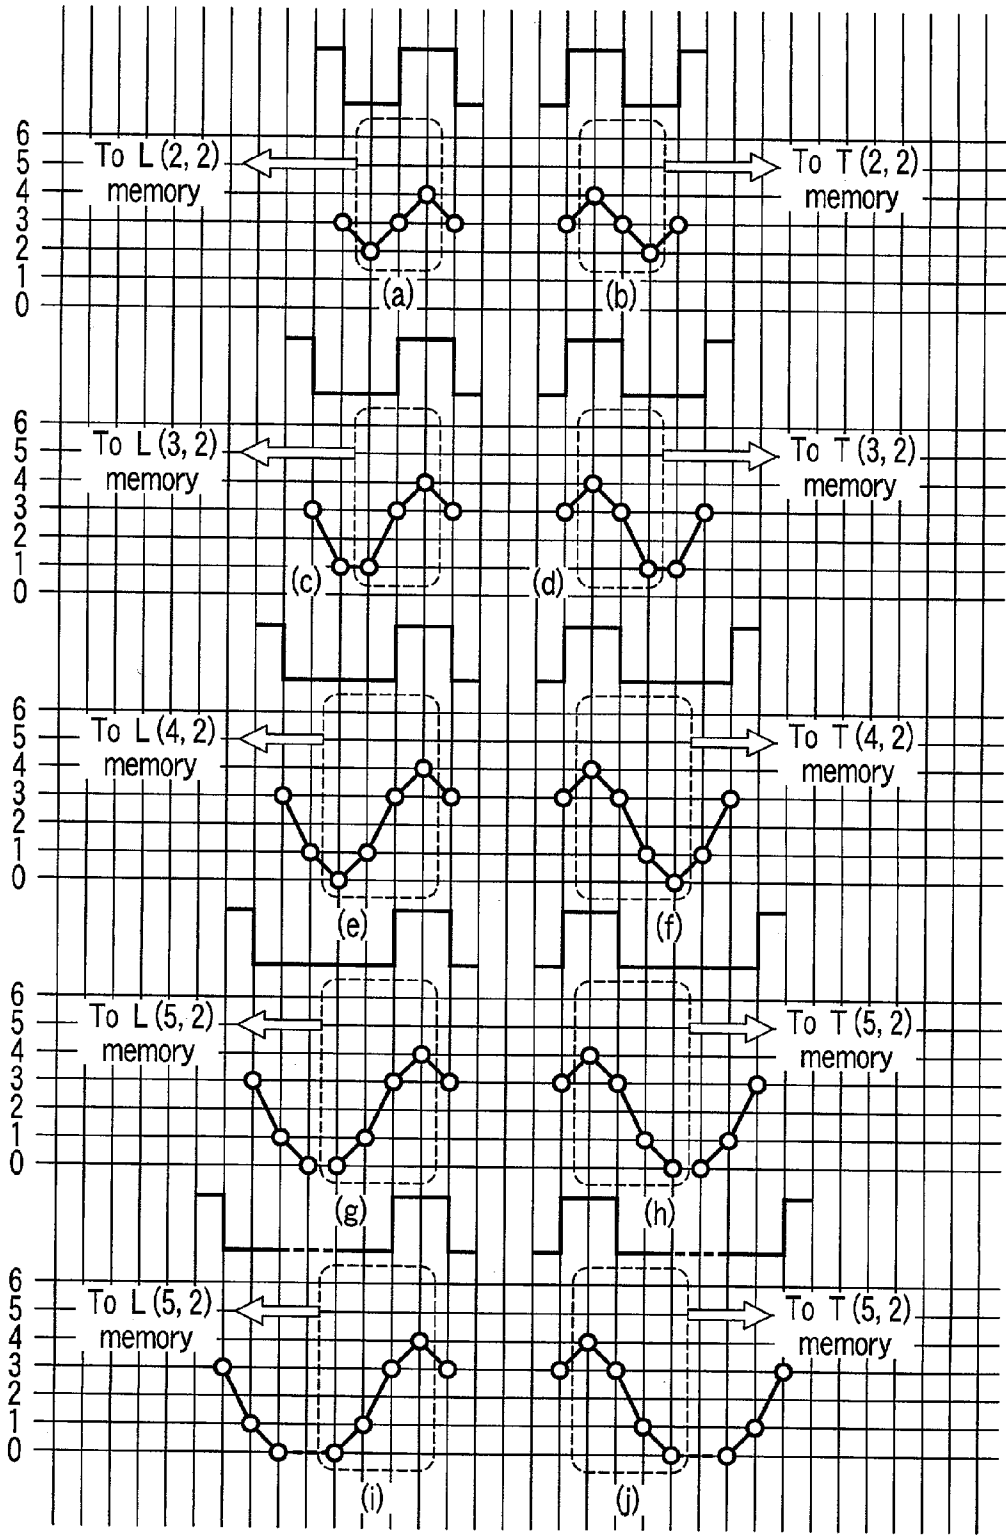 6
5
4
3
2
1
0
To L (2, 2)
memory
To T (2, 2)
memory
(a)
(b)
6
5
4
3
2
1
0
To L (3, 2)
memory
To T (3, 2)
memory
(c)
(d)
6
5
4
3
2
1
0
To L (4, 2)
memory
To T (4, 2)
memory
(e)
(f)
6
5
4
3
2
1
0
To L (5, 2)
memory
To T (5, 2)
memory
(g)
(h)
6
5
4
3
2
1
0
To L (5, 2)
memory
To T (5, 2)
memory
(i)
(j)